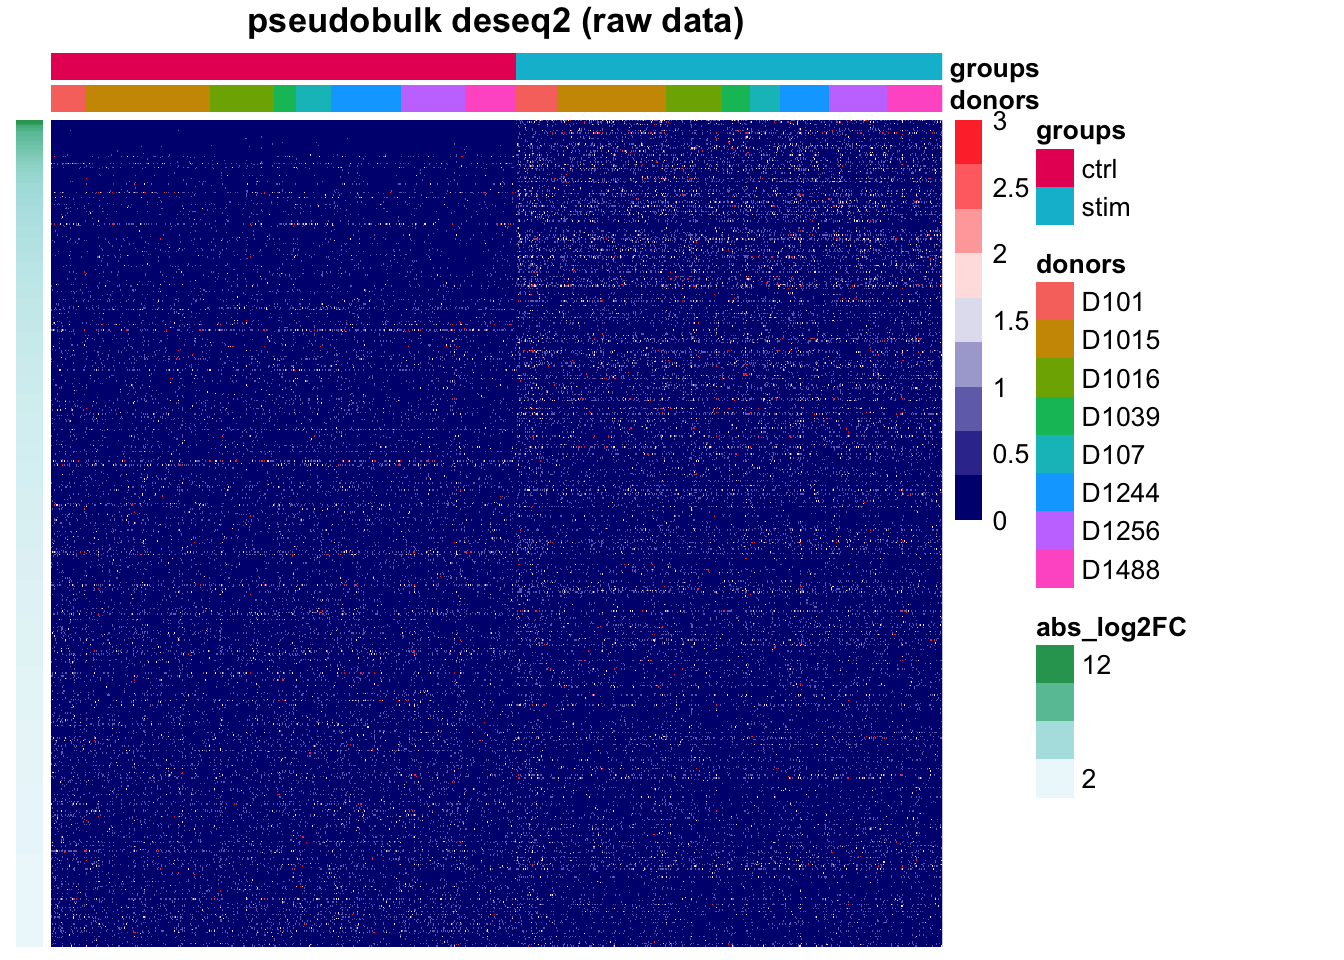 pseudobulk deseq2 (raw data)
groups
donors
3
2.5
2
1.5
1
0.5
0
groups
ctrl
stim
donors
D101
D1015
D1016
D1039
D107
D1244
D1256
D1488
abs_log2FC
12
2